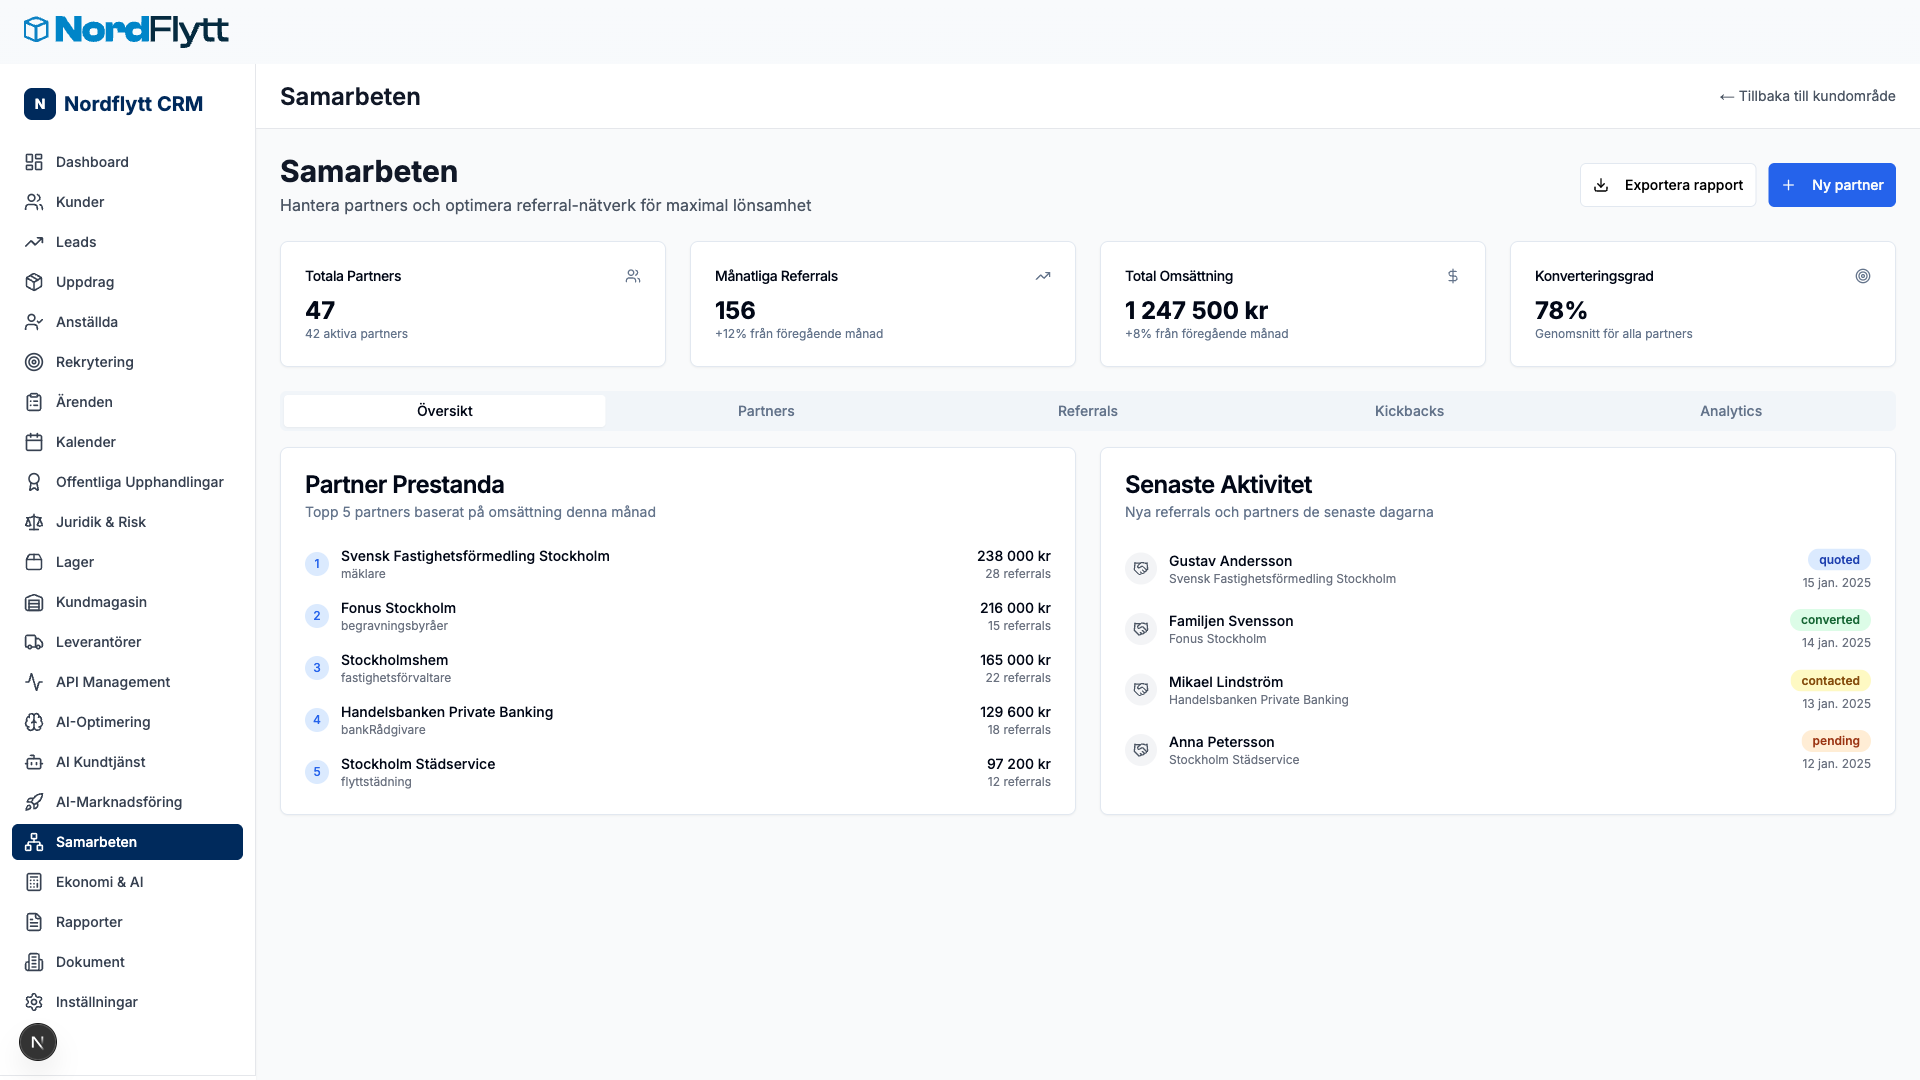 NordFlytt
N Nordflytt CRM
Dashboard
Kunder
Leads
Uppdrag
Anställda
Rekrytering
Ärenden
Kalender
Offentliga Upphandlingar
Juridik & Risk
Lager
Kundmagasin
Leverantörer
API Management
AI-Optimering
AI Kundtjänst
AI-Marknadsföring
Samarbeten
Ekonomi & AI
Rapporter
Dokument
Inställningar
N
Samarbeten
← Tillbaka till kundområde
Samarbeten
Hantera partners och optimera referral-nätverk för maximal lönsamhet
Exportera rapport
+ Ny partner
Totala Partners
47
42 aktiva partners
Månatliga Referrals
156
+12% från föregående månad
Total Omsättning
$
1 247 500 kr
+8% från föregående månad
Konverteringsgrad
78%
Genomsnitt för alla partners
Översikt
Partners
Referrals
Kickbacks
Analytics
Partner Prestanda
Topp 5 partners baserat på omsättning denna månad
1 Svensk Fastighetsförmedling Stockholm 238 000 kr
mäklare 28 referrals
2 Fonus Stockholm 216 000 kr
begravningsbyråer 15 referrals
3 Stockholmshem 165 000 kr
fastighetsförvaltare 22 referrals
4 Handelsbanken Private Banking 129 600 kr
bankRådgivare 18 referrals
5 Stockholm Städservice 97 200 kr
flyttstädning 12 referrals
Senaste Aktivitet
Nya referrals och partners de senaste dagarna
Gustav Andersson quoted
Svensk Fastighetsförmedling Stockholm 15 jan. 2025
Familjen Svensson converted
Fonus Stockholm 14 jan. 2025
Mikael Lindström contacted
Handelsbanken Private Banking 13 jan. 2025
Anna Petersson pending
Stockholm Städservice 12 jan. 2025